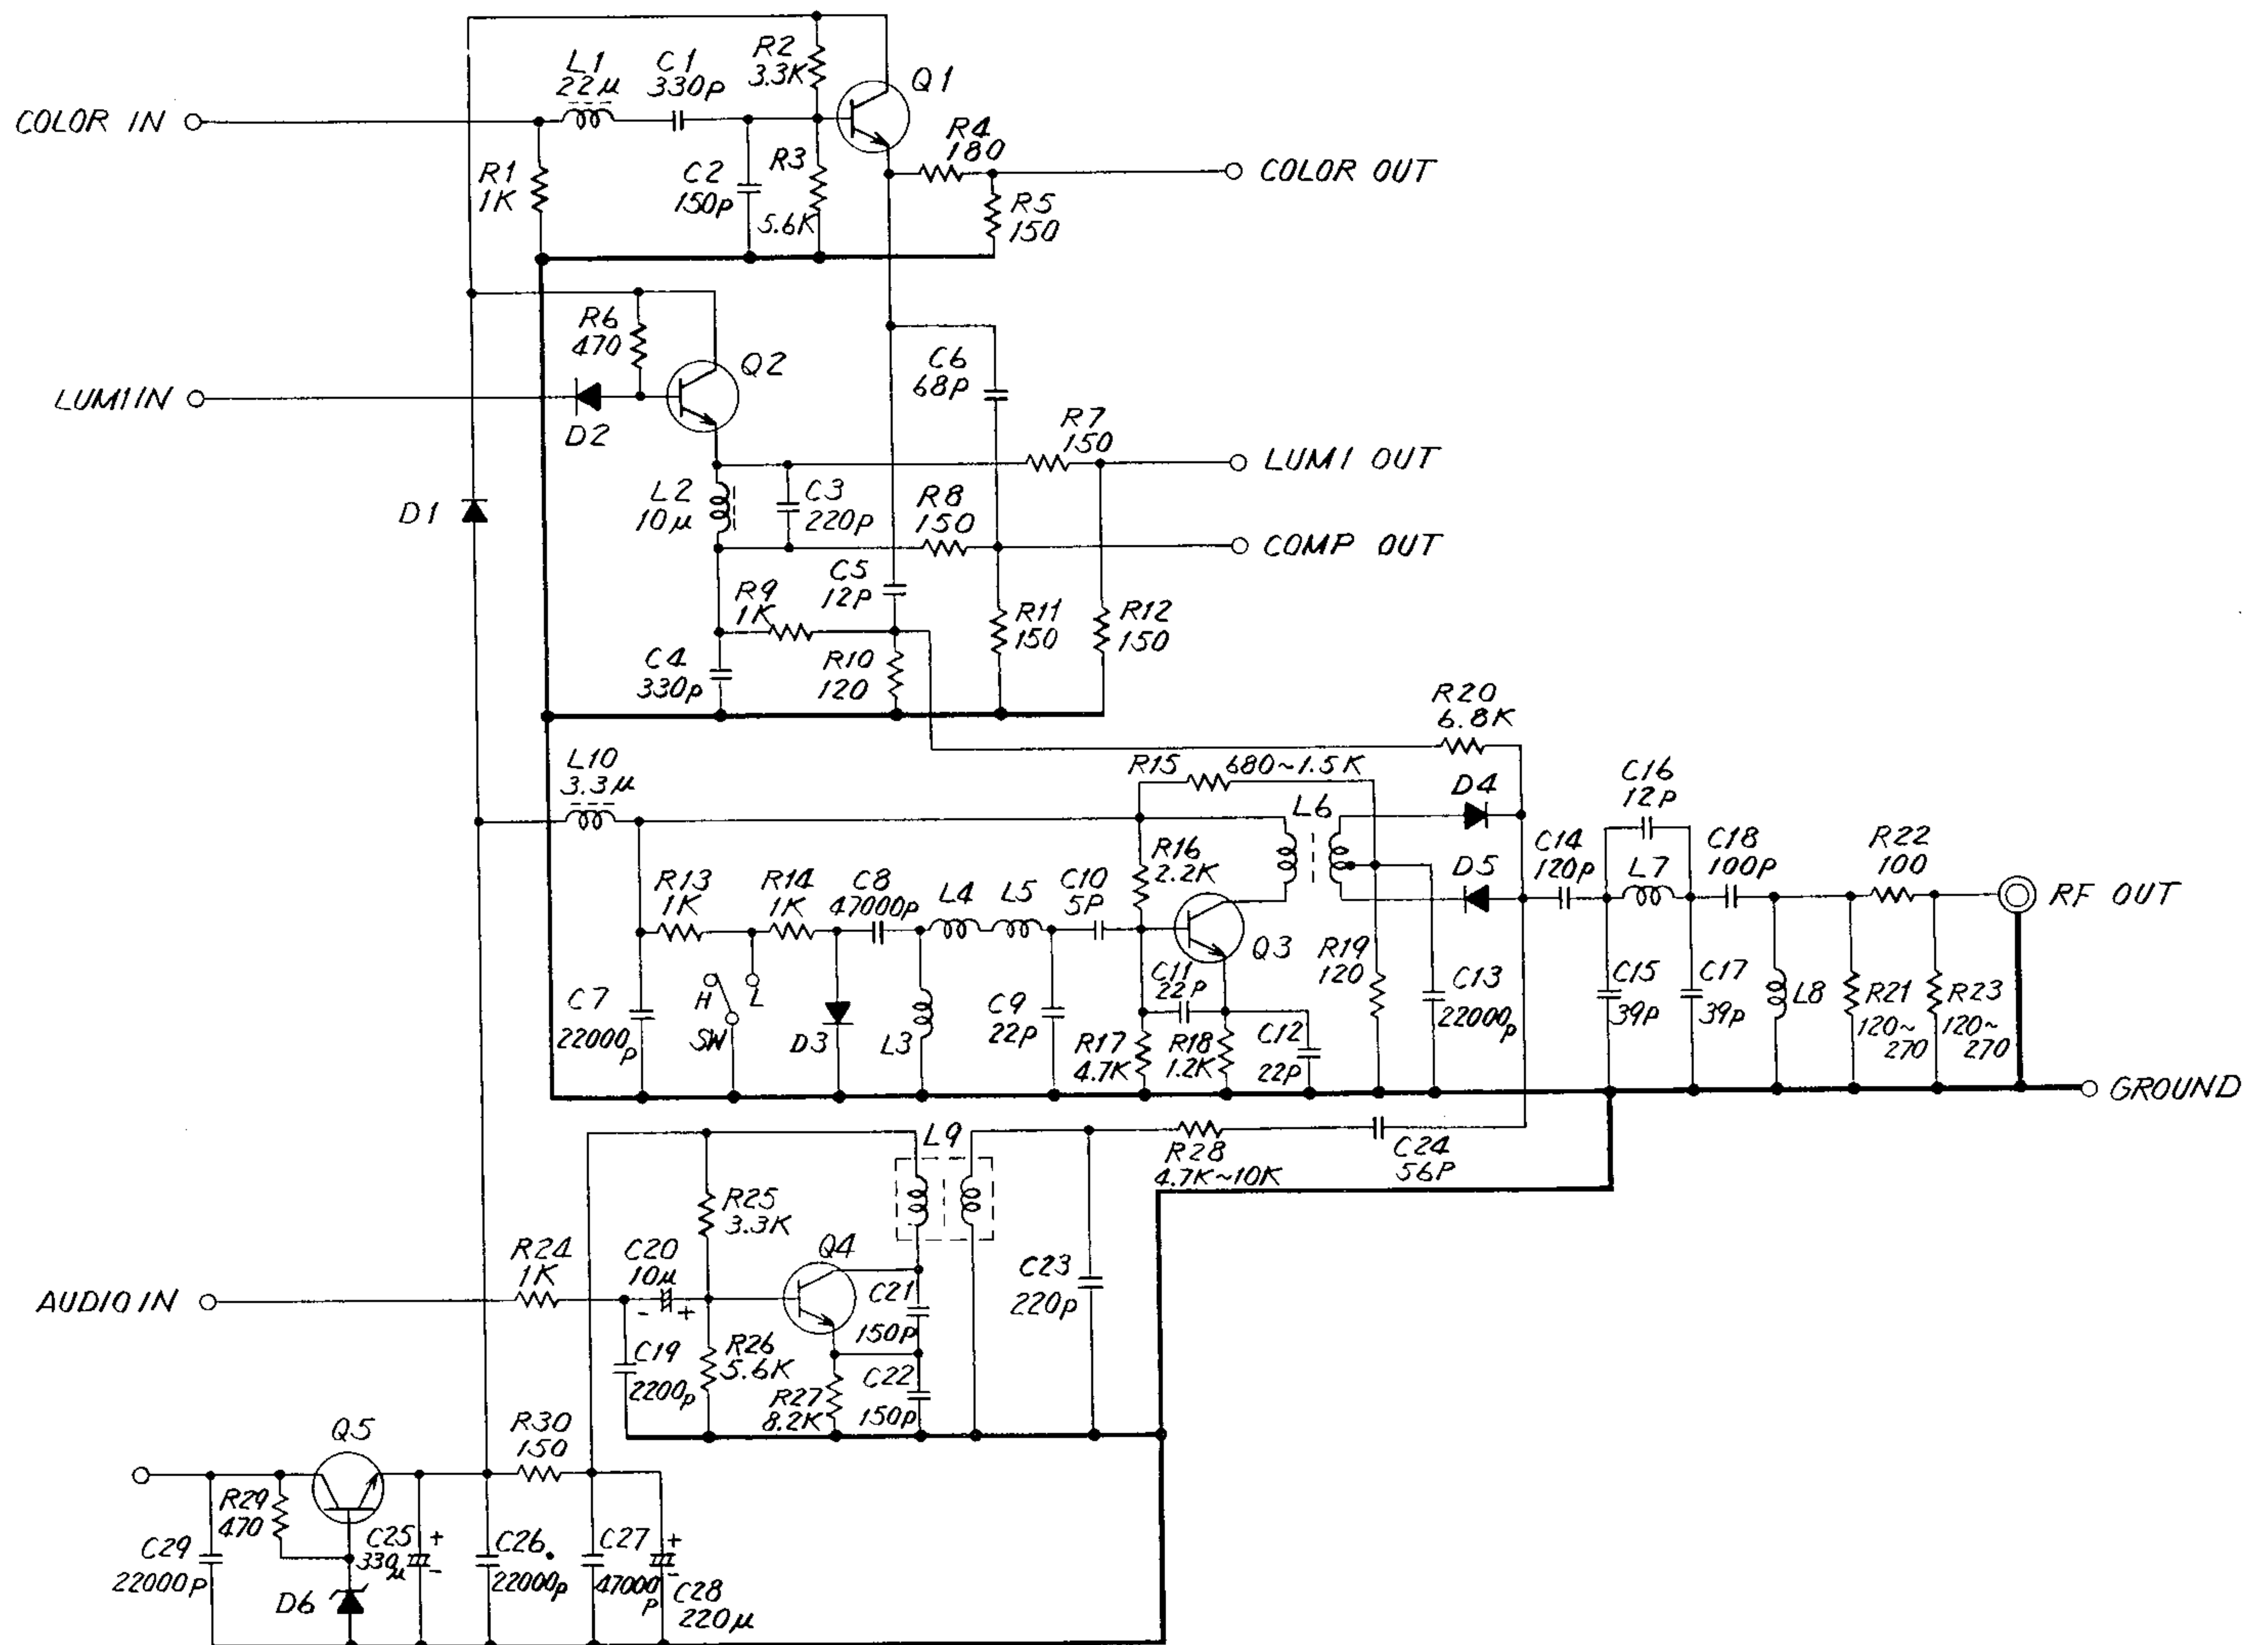 COLOR IN
L1
22μ
C1
330p
R2
3.3K
Q1
R1
1K
C2
150p
R3
5.6K
R4
180
COLOR OUT
R5
150
R6
470
Q2
LUMI IN
D2
C6
68P
R7
150
LUMI OUT
D1
L2
10μ
C3
220p
R8
150
COMP OUT
R9
1K
C5
12P
R11
150
R12
150
C4
330p
R10
120
R20
6.8K
L10
3.3μ
R15
680~1.5K
D4
C16
12P
L6
R13
1K
R14
1K
C8
47000p
L4
L5
C10
5P
R16
2.2K
D5
C14
120p
L7
C18
100p
R22
100
RF OUT
Q3
R19
120
C7
22000p
H
L
SW
D3
L3
C9
22p
C11
22P
R17
4.7K
R18
1.2K
C12
22P
C13
22000p
C15
39p
C17
39p
L8
R21
120~
270
R23
120~
270
GROUND
L9
R28
4.7K~10K
C24
56P
R25
3.3K
R24
1K
C20
10μ
- +
Q4
C21
150p
C23
220p
AUDIO IN
C19
2200p
R26
5.6K
R27
8.2K
C22
150p
Q5
R30
150
R29
470
C29
22000p
C25
330μ
+
-
C26
22000p
C27
47000p
+
-
C28
220μ
D6